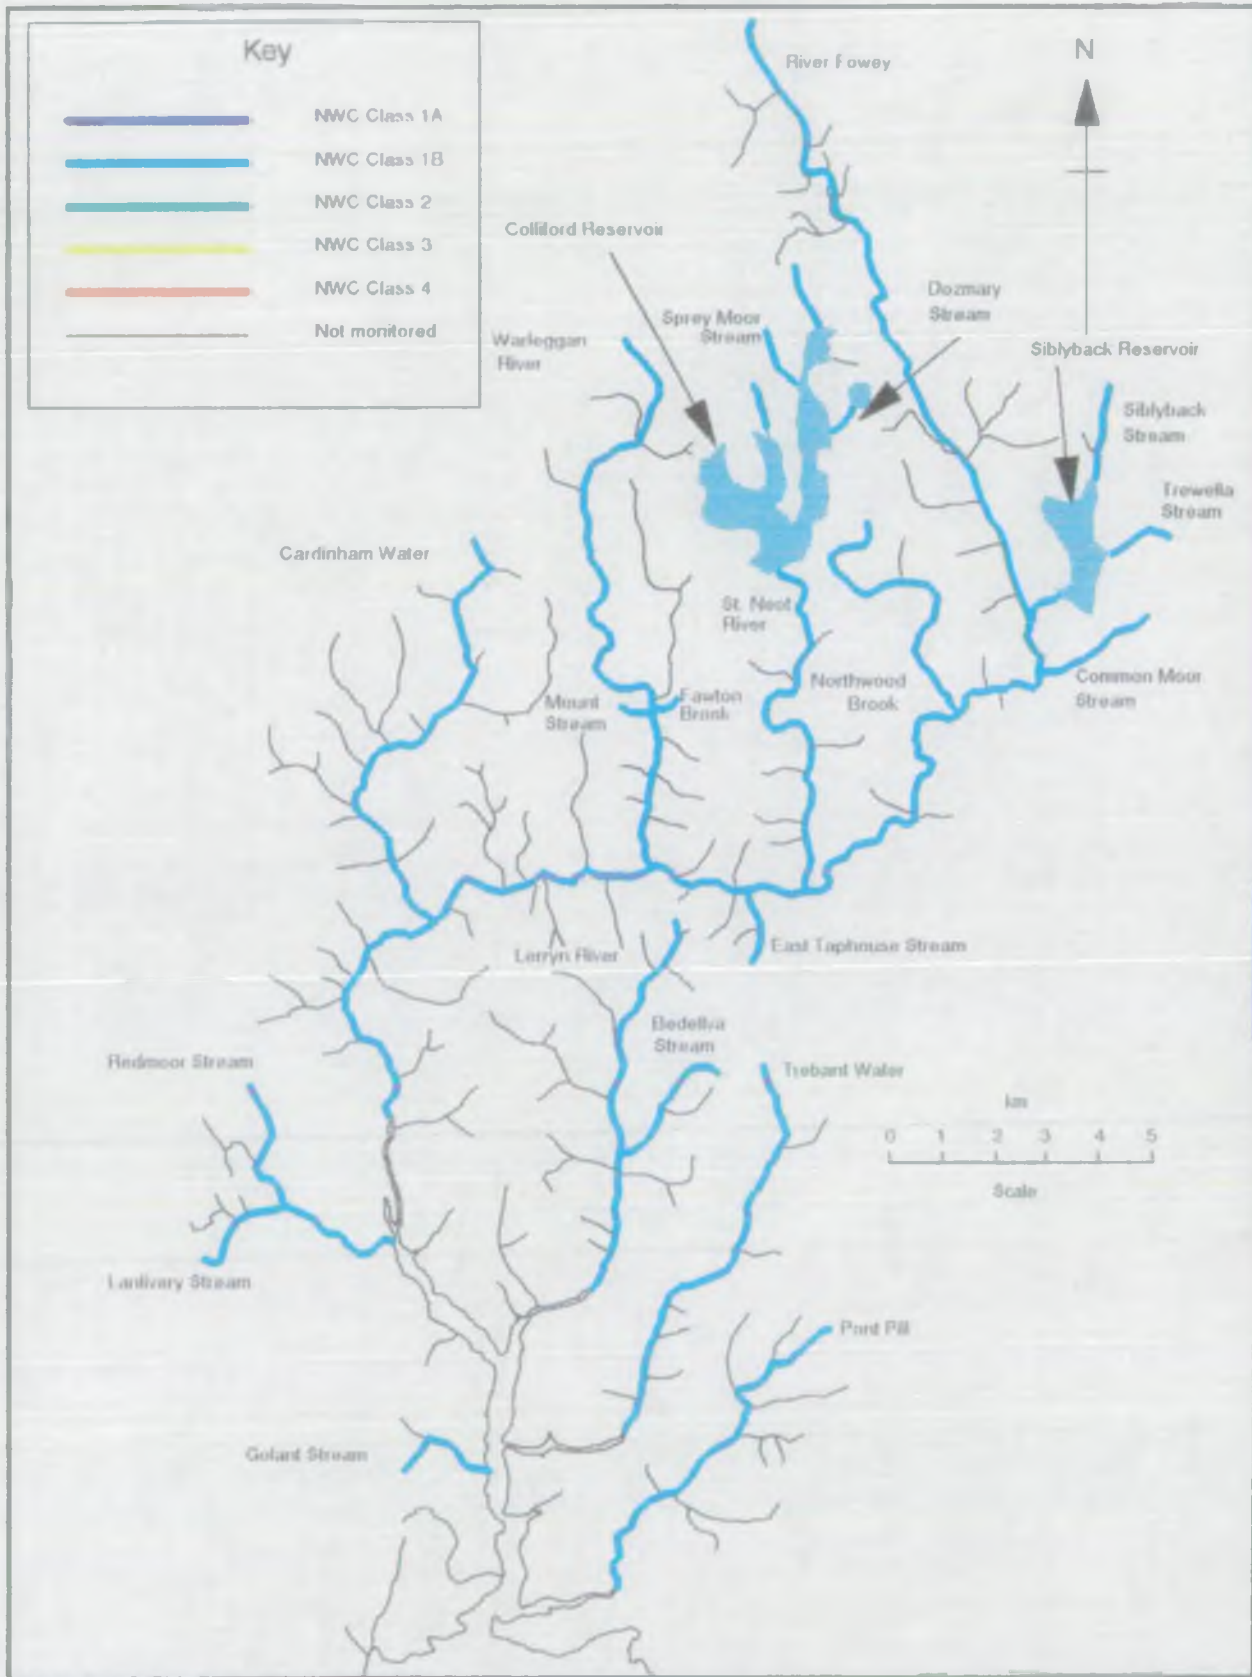 Key
NWC Class 1A
NWC Class 1B
NWC Class 2
NWC Class 3
NWC Class 4
Not monitored
River Fowey
N
Colliford Reservoir
Dozmary
Stream
Sprey Moor
Stream
Warleggan
River
Siblyback Reservoir
Siblyback
Stream
Trewella
Stream
Cardinham Water
St. Neot
River
Northwood
Brook
Common Moor
Stream
Mount
Stream
Fawton
Brook
East Taphouse Stream
Lerryn River
Bedellva
Stream
Redmoor Stream
Trebant Water
km
0 1 2 3 4 5
Scale
Lanlivery Stream
Pont Pill
Golant Stream